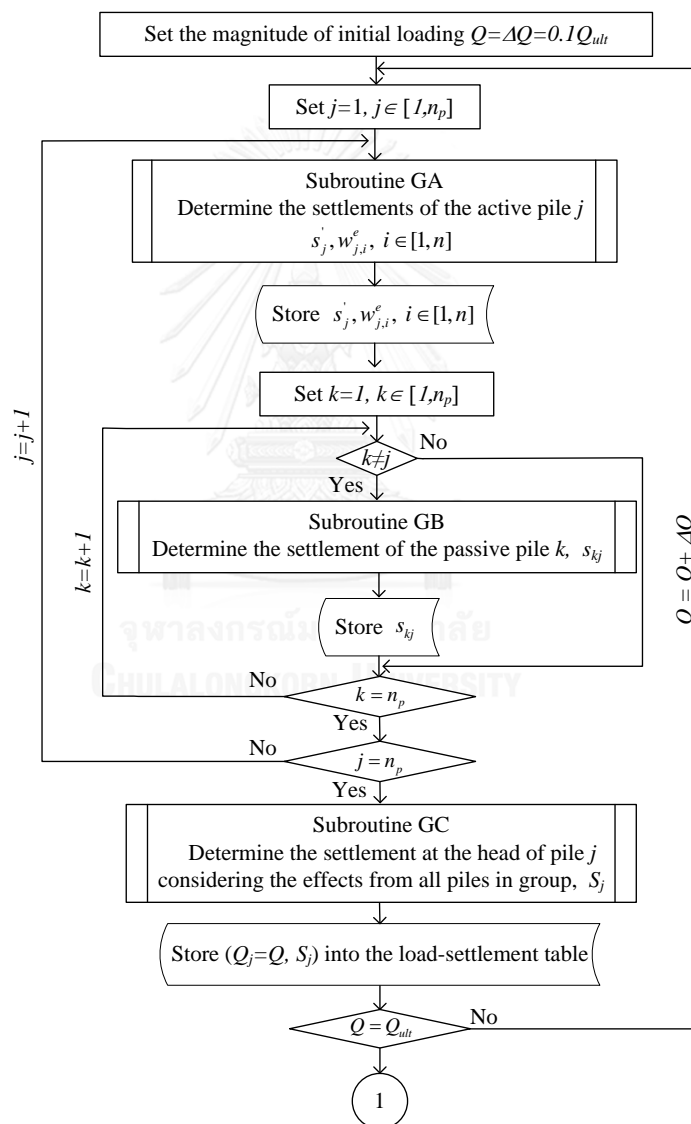 Set the magnitude of initial loading Q=ΔQ=0.1Q_ult
Set j=1, j∈ [1,n_p]
Subroutine GA
Determine the settlements of the active pile j
s'_j, w^e_{j,i}, i ∈[1,n]
Store s'_j, w^e_{j,i}, i ∈[1,n]
Set k=1, k∈ [1,n_p]
j=j+1
No
k≠j
Yes
Subroutine GB
Determine the settlement of the passive pile k, s_kj
k=k+1
Q = Q+ ΔQ
Store s_kj
No
k = n_p
Yes
No
j = n_p
Yes
Subroutine GC
Determine the settlement at the head of pile j
considering the effects from all piles in group, S_j
Store (Q_j=Q, S_j) into the load-settlement table
Q = Q_ult
No
1